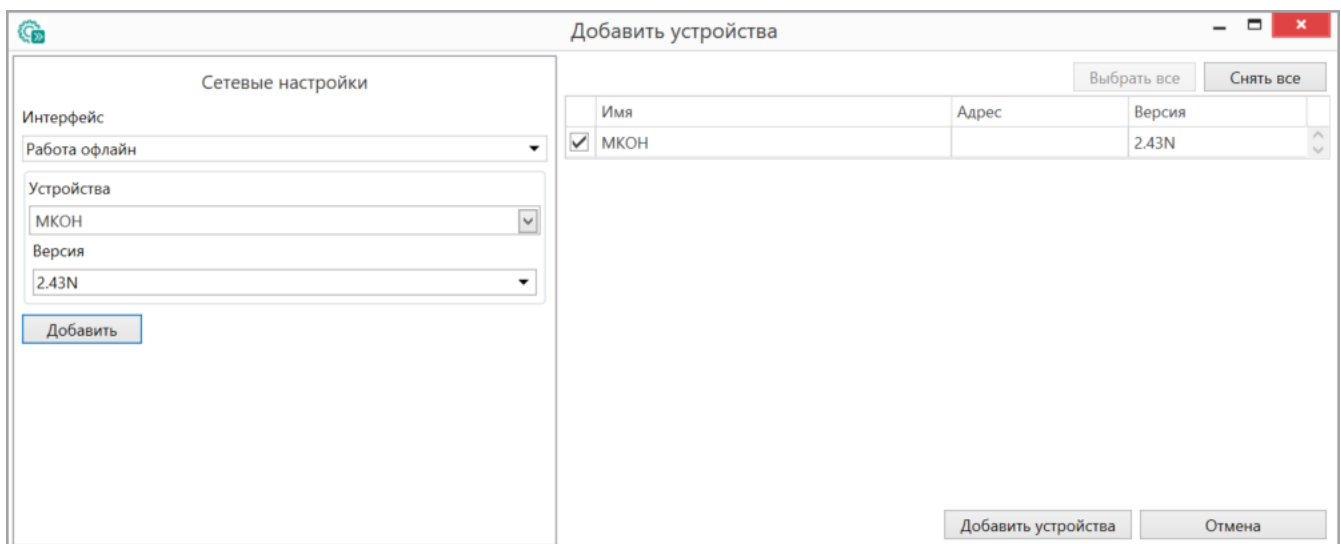 Добавить устройства
Сетевые настройки
Интерфейс
Работа офлайн
Устройства
МКОН
Версия
2.43N
Добавить
Выбрать все Снять все
Имя Адрес Версия
МКОН 2.43N
Добавить устройства Отмена